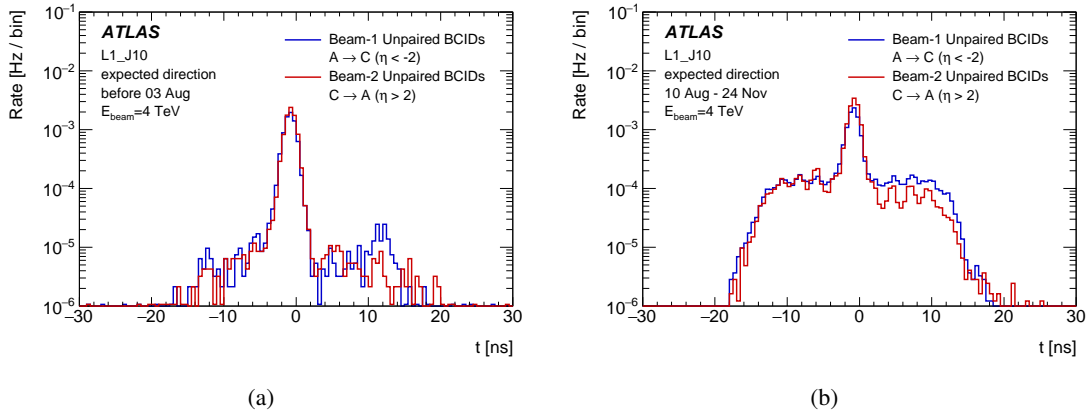 Rate [Hz / bin]
10⁻¹
10⁻²
10⁻³
10⁻⁴
10⁻⁵
10⁻⁶
ATLAS
L1_J10
expected direction
before 03 Aug
E_beam=4 TeV
Beam-1 Unpaired BCIDs
A → C (η < -2)
Beam-2 Unpaired BCIDs
C → A (η > 2)
−30 −20 −10 0 10 20 30
t [ns]
(a)
Rate [Hz / bin]
10⁻¹
10⁻²
10⁻³
10⁻⁴
10⁻⁵
10⁻⁶
ATLAS
L1_J10
expected direction
10 Aug - 24 Nov
E_beam=4 TeV
Beam-1 Unpaired BCIDs
A → C (η < -2)
Beam-2 Unpaired BCIDs
C → A (η > 2)
−30 −20 −10 0 10 20 30
t [ns]
(b)